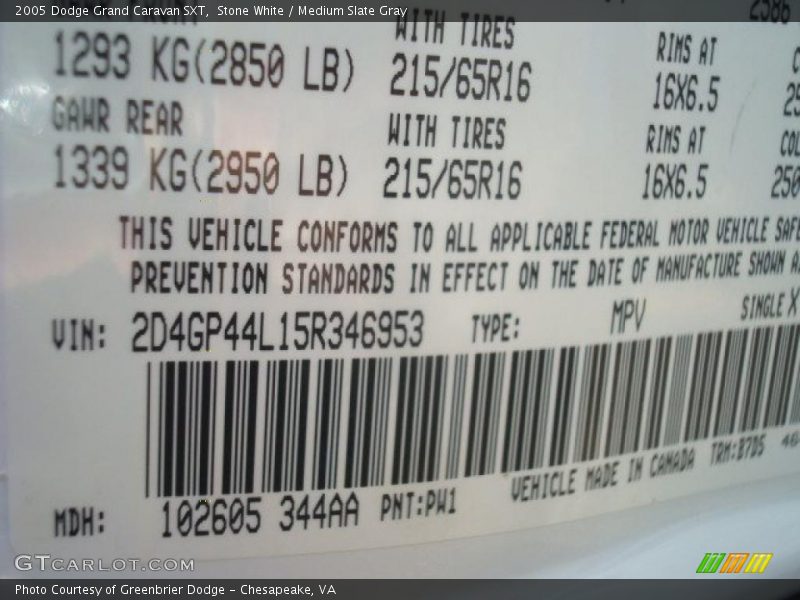 2005 Dodge Grand Caravan SXT, Stone White / Medium Slate Gray
WITH TIRES RIMS AT
1293 KG(2850 LB) 215/65R16 16X6.5
GAWR REAR WITH TIRES RIMS AT
1339 KG(2950 LB) 215/65R16 16X6.5
THIS VEHICLE CONFORMS TO ALL APPLICABLE FEDERAL MOTOR VEHICLE SAFE
PREVENTION STANDARDS IN EFFECT ON THE DATE OF MANUFACTURE SHOWN A
VIN: 2D4GP44L15R346953 TYPE: MPV SINGLE X
MDH: 102605 344AA PNT:PW1 VEHICLE MADE IN CANADA TRM:B7D5
GTCARLOT.COM
Photo Courtesy of Greenbrier Dodge - Chesapeake, VA